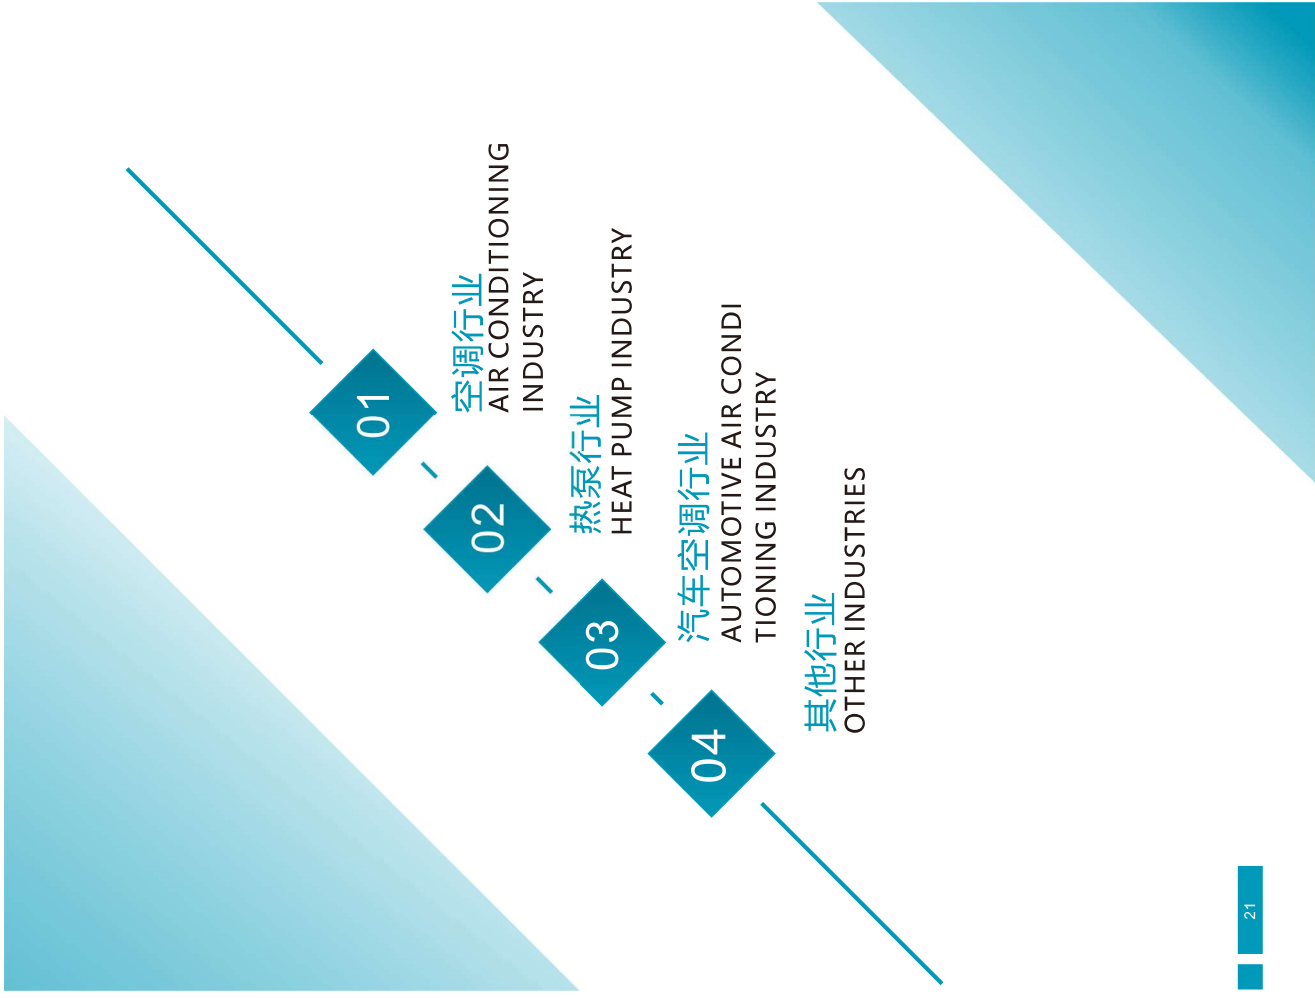 01
空调行业
AIR CONDITIONING
INDUSTRY
02
热泵行业
HEAT PUMP INDUSTRY
03
汽车空调行业
AUTOMOTIVE AIR CONDI
TIONING INDUSTRY
04
其他行业
OTHER INDUSTRIES
21